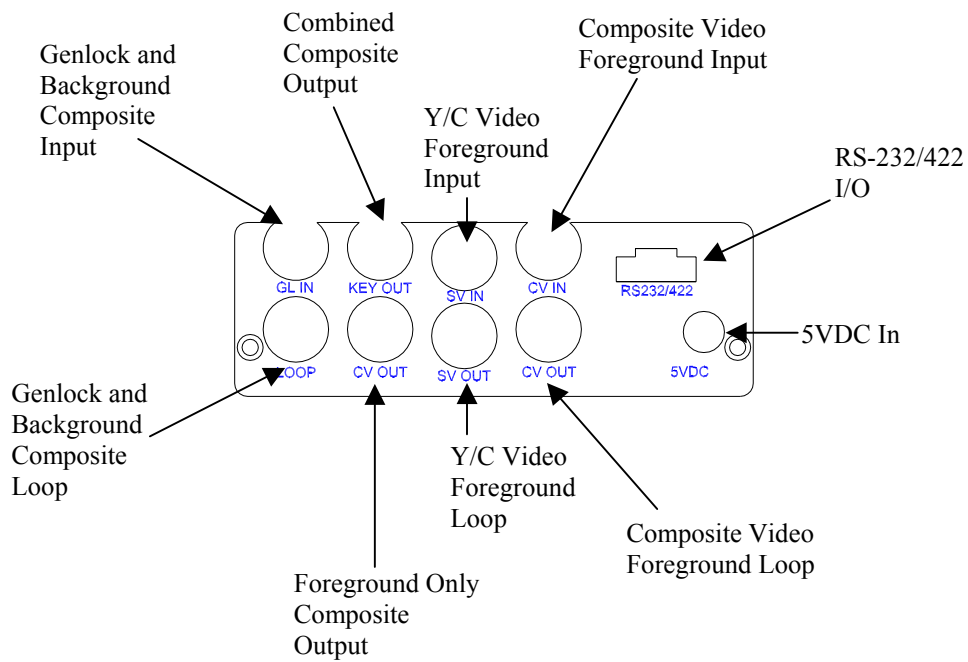 Combined
Composite
Output
Composite Video
Foreground Input
Genlock and
Background
Composite
Input
Y/C Video
Foreground
Input
RS-232/422
I/O
GL IN
KEY OUT
SV IN
CV IN
RS232/422
5VDC In
LOOP
CV OUT
SV OUT
CV OUT
5VDC
Genlock and
Background
Composite
Loop
Y/C Video
Foreground
Loop
Composite Video
Foreground Loop
Foreground Only
Composite
Output